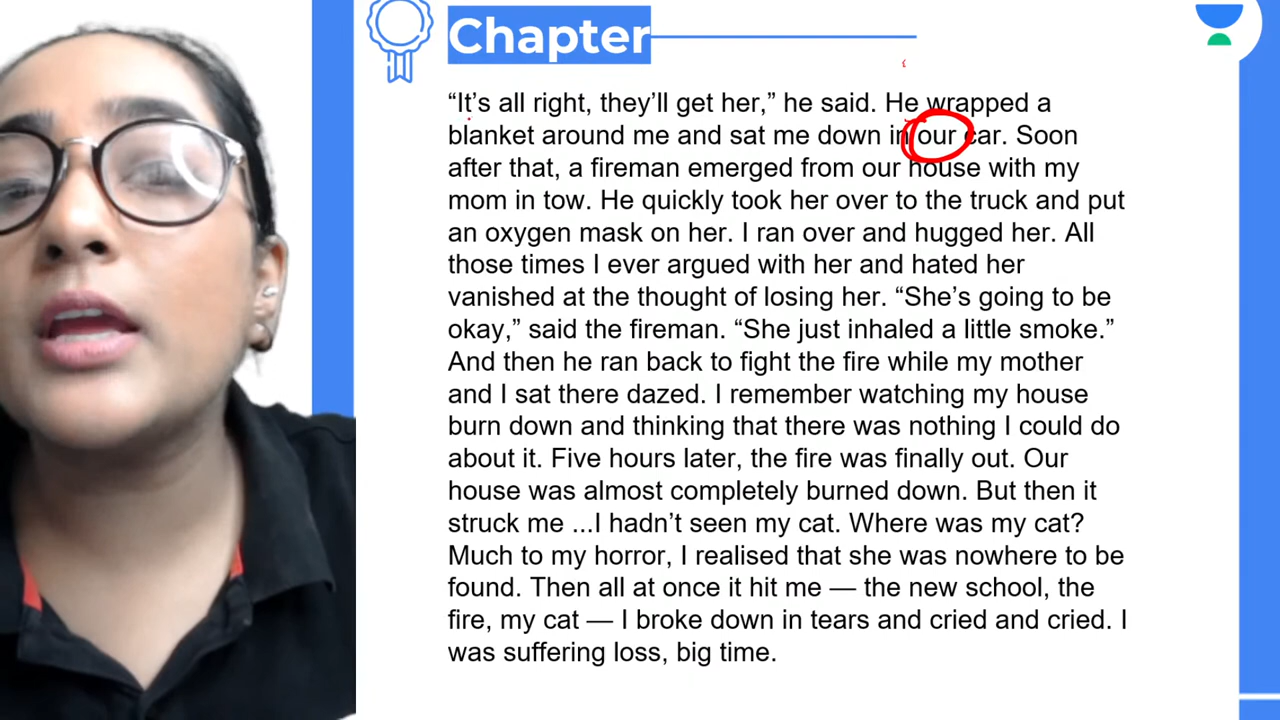 Chapter
“It’s all right, they’ll get her,” he said. He wrapped a
blanket around me and sat me down in our car. Soon
after that, a fireman emerged from our house with my
mom in tow. He quickly took her over to the truck and put
an oxygen mask on her. I ran over and hugged her. All
those times I ever argued with her and hated her
vanished at the thought of losing her. “She’s going to be
okay,” said the fireman. “She just inhaled a little smoke.”
And then he ran back to fight the fire while my mother
and I sat there dazed. I remember watching my house
burn down and thinking that there was nothing I could do
about it. Five hours later, the fire was finally out. Our
house was almost completely burned down. But then it
struck me ...I hadn’t seen my cat. Where was my cat?
Much to my horror, I realised that she was nowhere to be
found. Then all at once it hit me — the new school, the
fire, my cat — I broke down in tears and cried and cried. I
was suffering loss, big time.